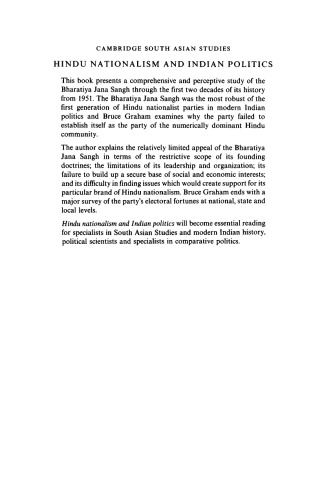 CAMBRIDGE SOUTH ASIAN STUDIES
HINDU NATIONALISM AND INDIAN POLITICS
This book presents a comprehensive and perceptive study of the
Bharatiya Jana Sangh through the first two decades of its history
from 1951. The Bharatiya Jana Sangh was the most robust of the
first generation of Hindu nationalist parties in modern Indian
politics and Bruce Graham examines why the party failed to
establish itself as the party of the numerically dominant Hindu
community.
The author explains the relatively limited appeal of the Bharatiya
Jana Sangh in terms of the restrictive scope of its founding
doctrines; the limitations of its leadership and organization; its
failure to build up a secure base of social and economic interests;
and its difficulty in finding issues which would create support for its
particular brand of Hindu nationalism. Bruce Graham ends with a
major survey of the party's electoral fortunes at national, state and
local levels.
Hindu nationalism and Indian politics will become essential reading
for specialists in South Asian Studies and modern Indian history,
political scientists and specialists in comparative politics.